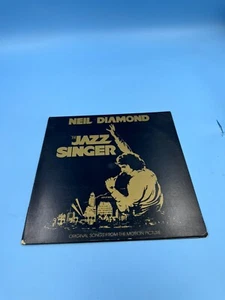 NEIL DIAMOND
THE
JAZZ
SINGER
ORIGINAL SONGS FROM THE MOTION PICTURE